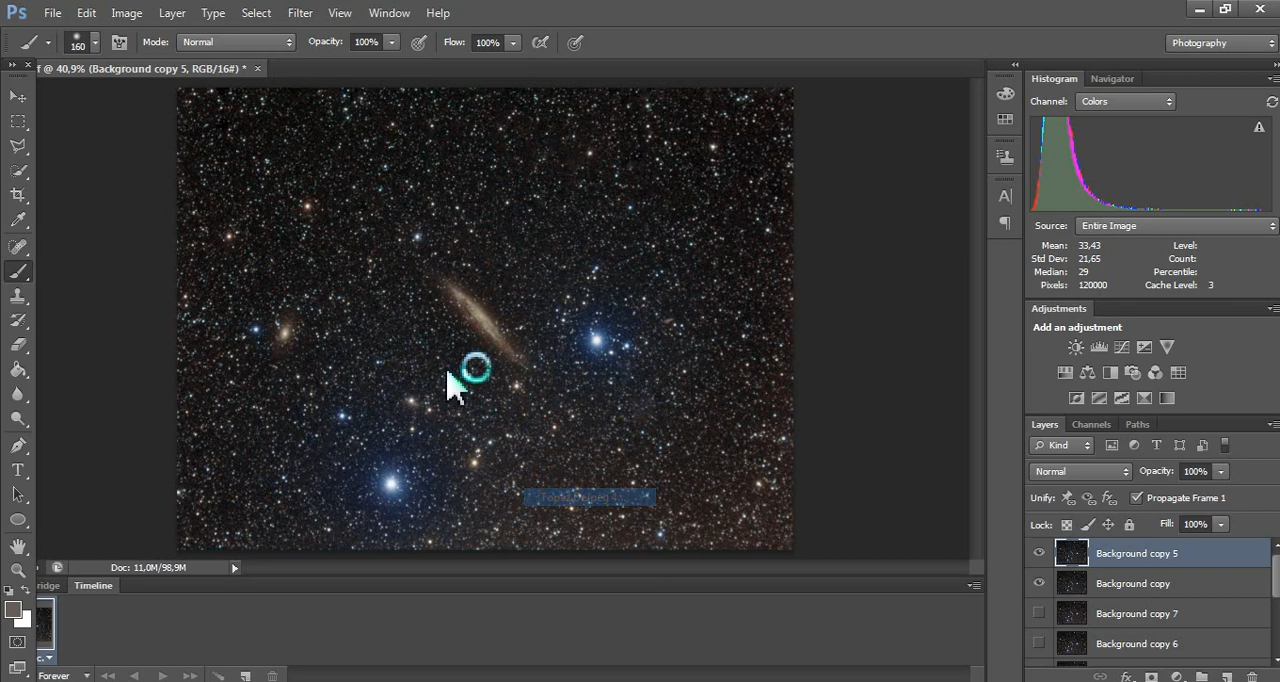 Ps File Edit Image Layer Type Select Filter View Window Help
160 Mode: Normal Opacity: 100% Flow: 100% Photography
f @ 40,9% (Background copy 5, RGB/16#) * ×
Histogram Navigator
Channel: Colors
Source: Entire Image
Mean: 33,43 Level:
Std Dev: 21,65 Count:
Median: 29 Percentile:
Pixels: 120000 Cache Level: 3
Adjustments
Add an adjustment
Layers Channels Paths
Kind
Normal Opacity: 100%
Unify: Propagate Frame 1
Lock: Fill: 100%
Background copy 5
Background copy
Background copy 7
Background copy 6
Doc: 11,0M/98,9M
ridge Timeline
Forever